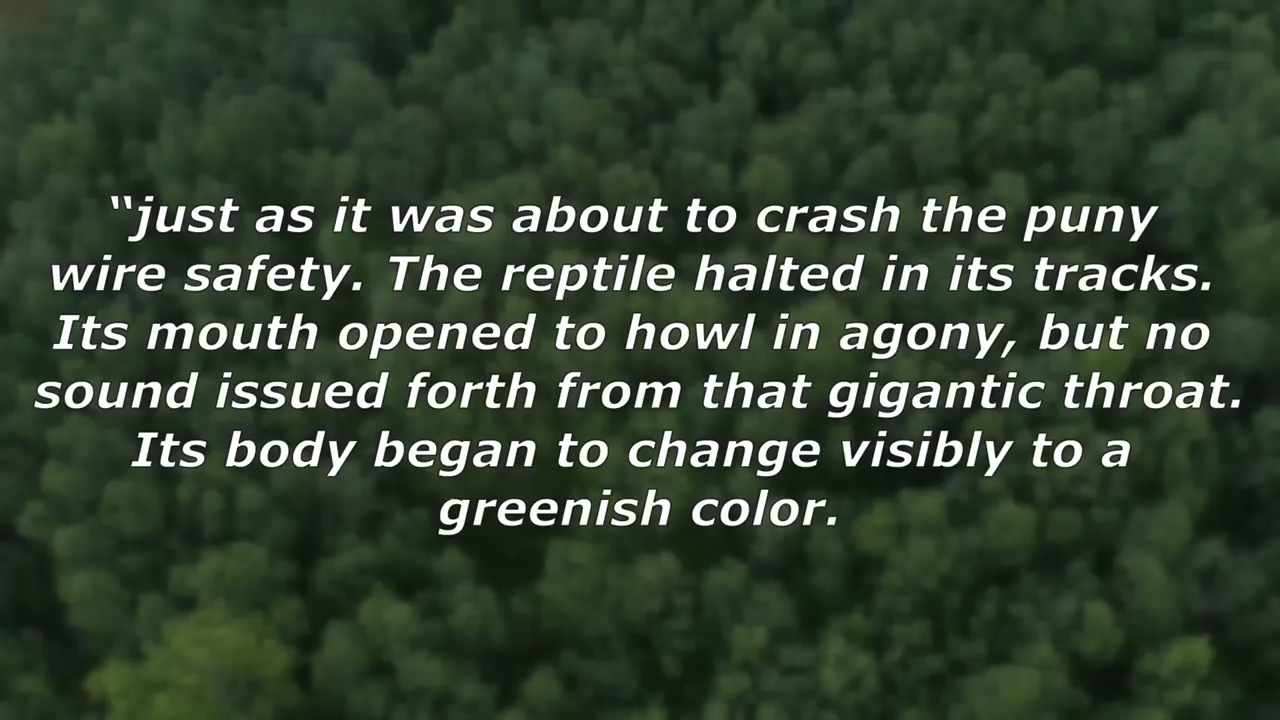 “just as it was about to crash the puny
wire safety. The reptile halted in its tracks.
Its mouth opened to howl in agony, but no
sound issued forth from that gigantic throat.
Its body began to change visibly to a
greenish color.